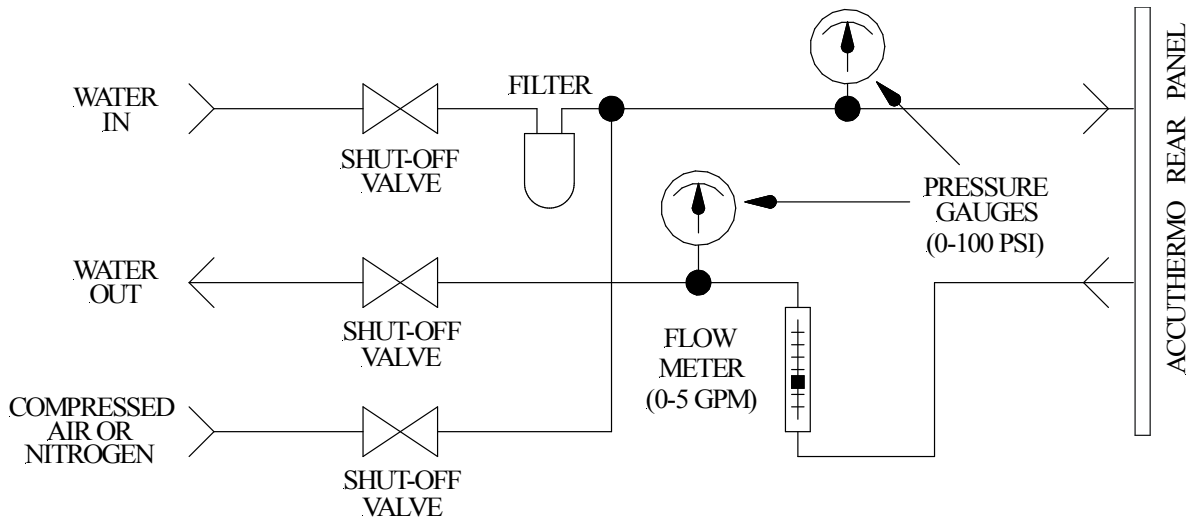 WATER
IN
SHUT-OFF
VALVE
FILTER
PRESSURE
GAUGES
(0-100 PSI)
WATER
OUT
SHUT-OFF
VALVE
FLOW
METER
(0-5 GPM)
COMPRESSED
AIR OR
NITROGEN
SHUT-OFF
VALVE
ACCUTHERMO REAR PANEL